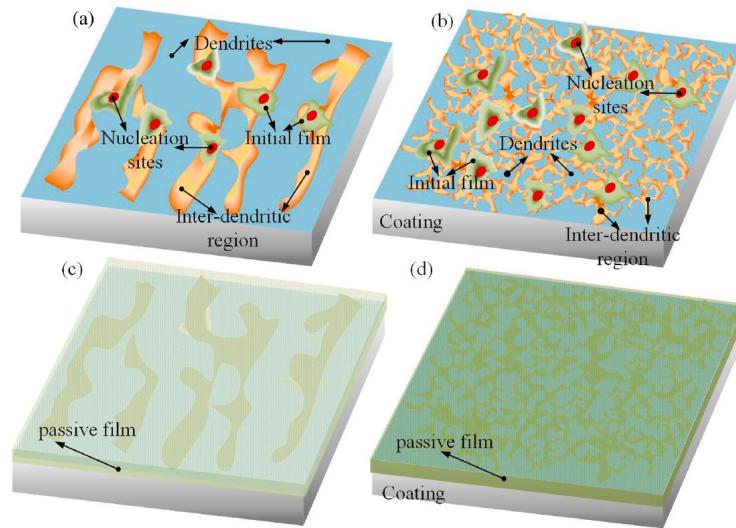 (a)
Dendrites
Nucleation
sites
Initial film
Inter-dendritic
region
(b)
Nucleation
sites
Dendrites
Initial film
Coating
Inter-dendritic
region
(c)
passive film
(d)
passive film
Coating